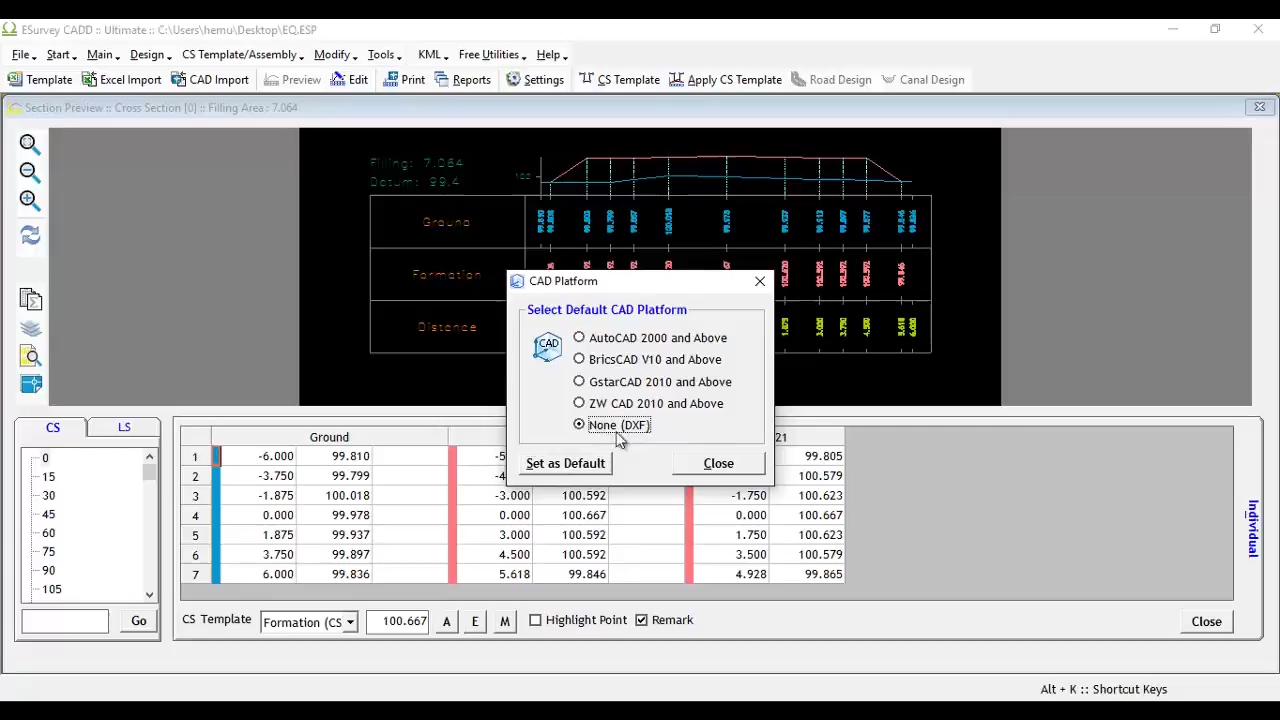 ESurvey CADD :: Ultimate :: C:\Users\hemu\Desktop\EQ.ESP
File Start Main Design CS Template/Assembly Modify Tools KML Free Utilities Help
Template Excel Import CAD Import Preview Edit Print Reports Settings CS Template Apply CS Template Road Design Canal Design
Section Preview :: Cross Section [0] :: Filling Area : 7.064
Filling: 7.064
Datum: 99.4
100
Ground
Formation
Distance
CAD Platform
Select Default CAD Platform
CAD
AutoCAD 2000 and Above
BricsCAD V10 and Above
GstarCAD 2010 and Above
ZW CAD 2010 and Above
None (DXF)
Set as Default Close
CS LS
0
15
30
45
60
75
90
105
Go
Ground 21
1 -6.000 99.810 99.805
2 -3.750 99.799 100.579
3 -1.875 100.018 -3.000 100.592 -1.750 100.623
4 0.000 99.978 0.000 100.667 0.000 100.667
5 1.875 99.937 3.000 100.592 1.750 100.623
6 3.750 99.897 4.500 100.592 3.500 100.579
7 6.000 99.836 5.618 99.846 4.928 99.865
Individual
CS Template Formation (CS 100.667 A E M Highlight Point Remark Close
Alt + K :: Shortcut Keys